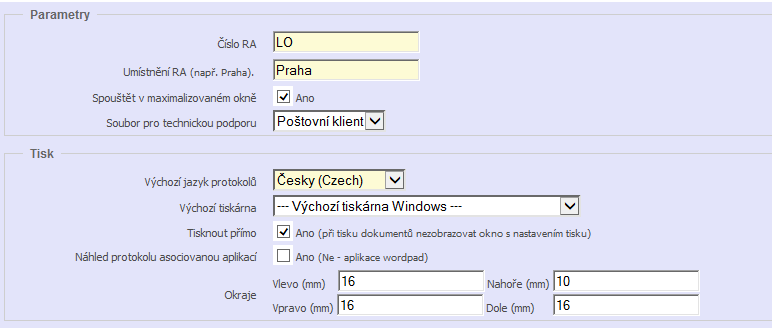 Parametry
Číslo RA LO
Umístnění RA (např. Praha). Praha
Spouštět v maximalizovaném okně Ano
Soubor pro technickou podporu Poštovní klient
Tisk
Výchozí jazyk protokolů Česky (Czech)
Výchozí tiskárna --- Výchozí tiskárna Windows ---
Tisknout přímo Ano (při tisku dokumentů nezobrazovat okno s nastavením tisku)
Náhled protokolu asociovanou aplikací Ano (Ne - aplikace wordpad)
Okraje
Vlevo (mm) 16 Nahoře (mm) 10
Vpravo (mm) 16 Dole (mm) 16